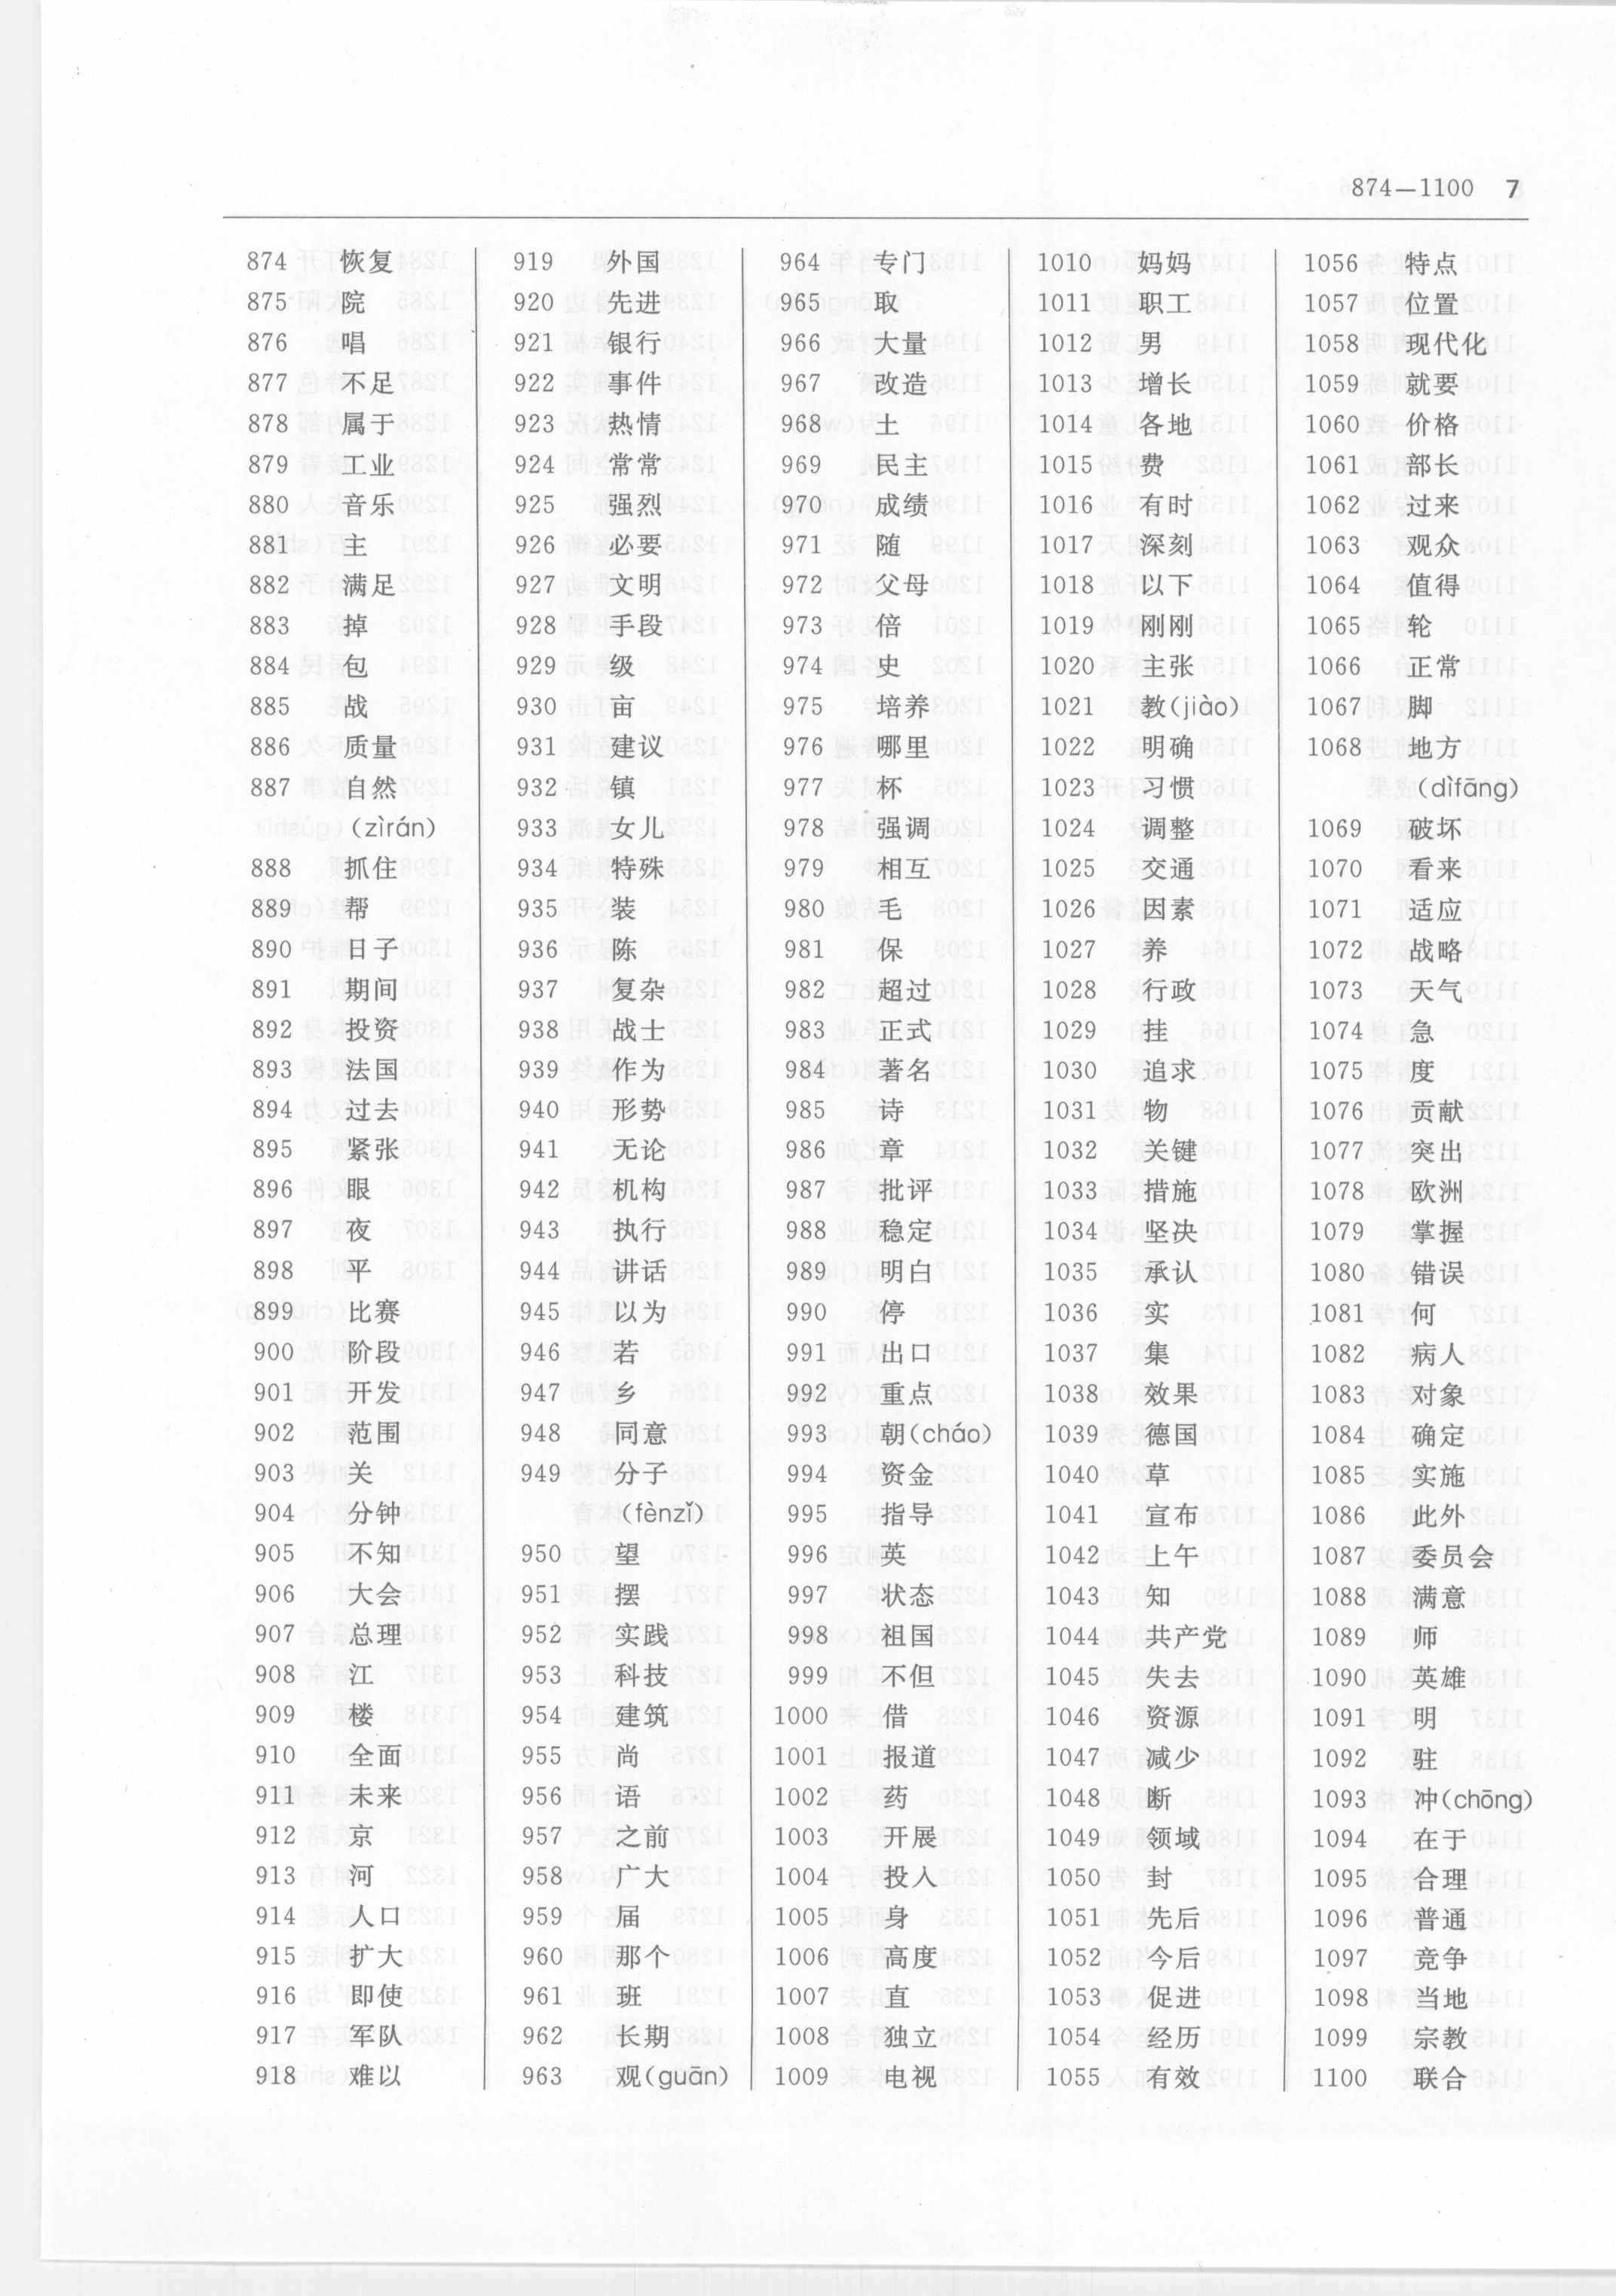 874—1100 7
874 恢复
875 院
876 唱
877 不足
878 属于
879 工业
880 音乐
881 主
882 满足
883 掉
884 包
885 战
886 质量
887 自然
(zìrán)
888 抓住
889 帮
890 日子
891 期间
892 投资
893 法国
894 过去
895 紧张
896 眼
897 夜
898 平
899 比赛
900 阶段
901 开发
902 范围
903 关
904 分钟
905 不知
906 大会
907 总理
908 江
909 楼
910 全面
911 未来
912 京
913 河
914 人口
915 扩大
916 即使
917 军队
918 难以
919 外国
920 先进
921 银行
922 事件
923 热情
924 常常
925 强烈
926 必要
927 文明
928 手段
929 级
930 亩
931 建议
932 镇
933 女儿
934 特殊
935 装
936 陈
937 复杂
938 战士
939 作为
940 形势
941 无论
942 机构
943 执行
944 讲话
945 以为
946 若
947 乡
948 同意
949 分子
(fènzǐ)
950 望
951 摆
952 实践
953 科技
954 建筑
955 尚
956 语
957 之前
958 广大
959 届
960 那个
961 班
962 长期
963 观(guān)
964 专门
965 取
966 大量
967 改造
968 土
969 民主
970 成绩
971 随
972 父母
973 倍
974 史
975 培养
976 哪里
977 杯
978 强调
979 相互
980 毛
981 保
982 超过
983 正式
984 著名
985 诗
986 章
987 批评
988 稳定
989 明白
990 停
991 出口
992 重点
993 朝(cháo)
994 资金
995 指导
996 英
997 状态
998 祖国
999 不但
1000 借
1001 报道
1002 药
1003 开展
1004 投入
1005 身
1006 高度
1007 直
1008 独立
1009 电视
1010 妈妈
1011 职工
1012 男
1013 增长
1014 各地
1015 费
1016 有时
1017 深刻
1018 以下
1019 刚刚
1020 主张
1021 教(jiào)
1022 明确
1023 习惯
1024 调整
1025 交通
1026 因素
1027 养
1028 行政
1029 挂
1030 追求
1031 物
1032 关键
1033 措施
1034 坚决
1035 承认
1036 实
1037 集
1038 效果
1039 德国
1040 草
1041 宣布
1042 上午
1043 知
1044 共产党
1045 失去
1046 资源
1047 减少
1048 断
1049 领域
1050 封
1051 先后
1052 今后
1053 促进
1054 经历
1055 有效
1056 特点
1057 位置
1058 现代化
1059 就要
1060 价格
1061 部长
1062 过来
1063 观众
1064 值得
1065 轮
1066 正常
1067 脚
1068 地方
(dìfāng)
1069 破坏
1070 看来
1071 适应
1072 战略
1073 天气
1074 急
1075 度
1076 贡献
1077 突出
1078 欧洲
1079 掌握
1080 错误
1081 何
1082 病人
1083 对象
1084 确定
1085 实施
1086 此外
1087 委员会
1088 满意
1089 师
1090 英雄
1091 明
1092 驻
1093 冲(chōng)
1094 在于
1095 合理
1096 普通
1097 竞争
1098 当地
1099 宗教
1100 联合